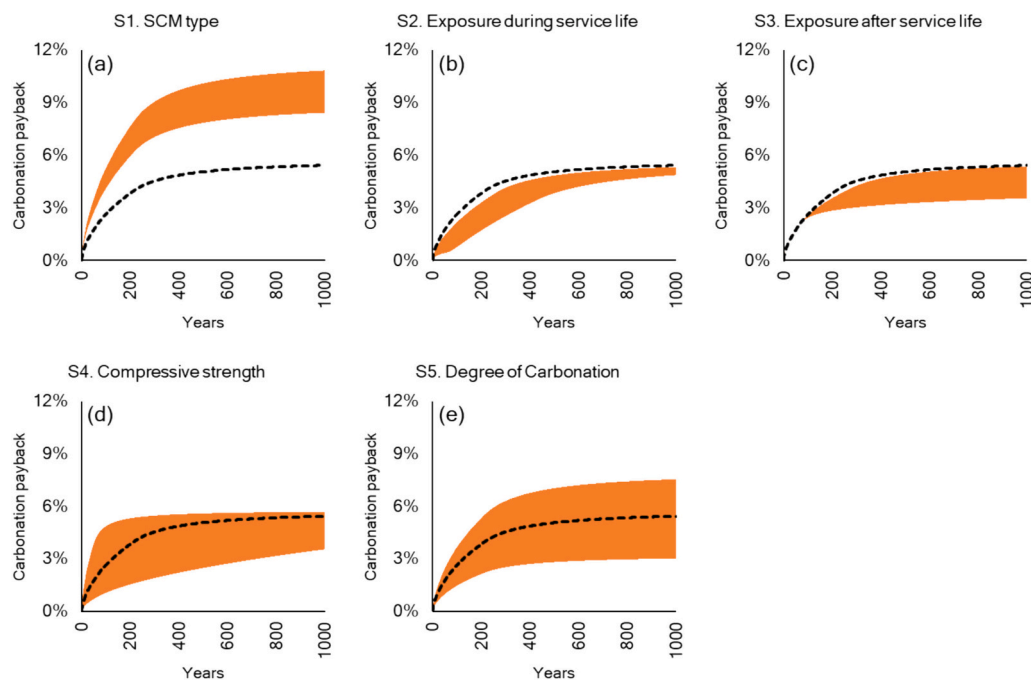 S1. SCM type
S2. Exposure during service life
S3. Exposure after service life
(a)
12%
9%
6%
3%
0%
Carbonation payback
0
200
400
600
800
1000
Years
(b)
12%
9%
6%
3%
0%
Carbonation payback
0
200
400
600
800
1000
Years
(c)
12%
9%
6%
3%
0%
Carbonation payback
0
200
400
600
800
1000
Years
S4. Compressive strength
S5. Degree of Carbonation
(d)
12%
9%
6%
3%
0%
Carbonation payback
0
200
400
600
800
1000
Years
(e)
12%
9%
6%
3%
0%
Carbonation payback
0
200
400
600
800
1000
Years